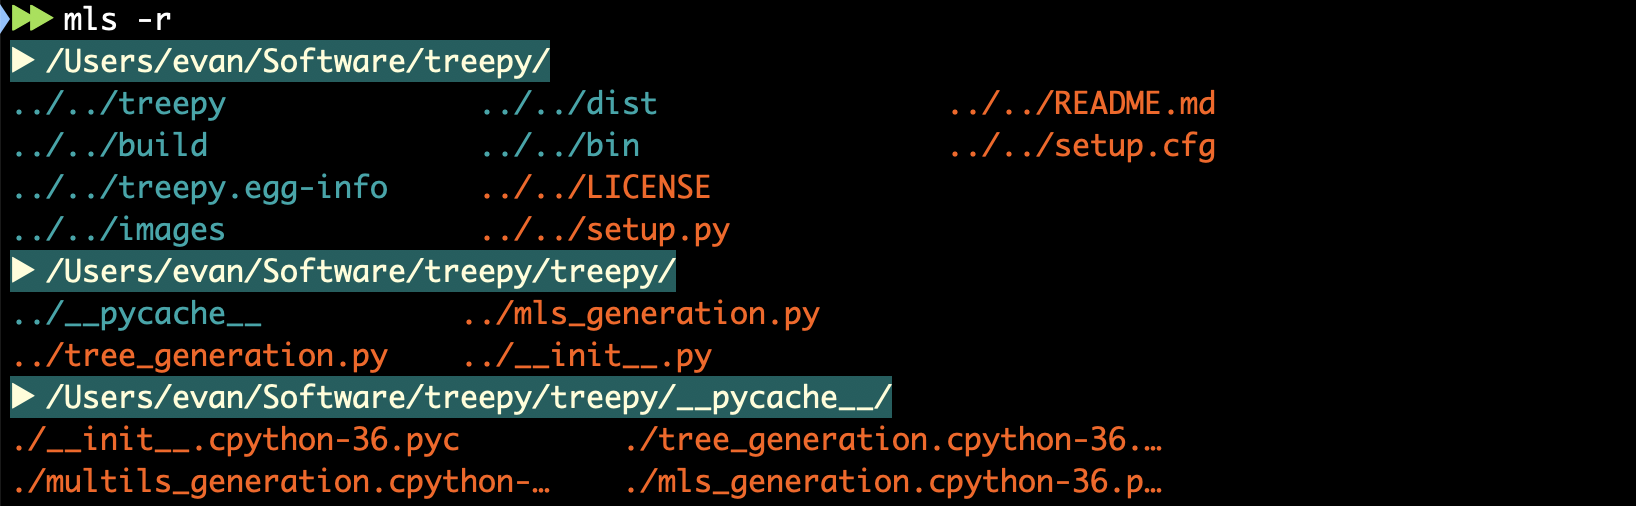 mls -r
/Users/evan/Software/treepy/
../../treepy ../../dist ../../README.md
../../build ../../bin ../../setup.cfg
../../treepy.egg-info ../../LICENSE
../../images ../../setup.py
/Users/evan/Software/treepy/treepy/
../__pycache__ ../mls_generation.py
../tree_generation.py ../__init__.py
/Users/evan/Software/treepy/treepy/__pycache__/
./__init__.cpython-36.pyc ./tree_generation.cpython-36.…
./multils_generation.cpython-… ./mls_generation.cpython-36.p…